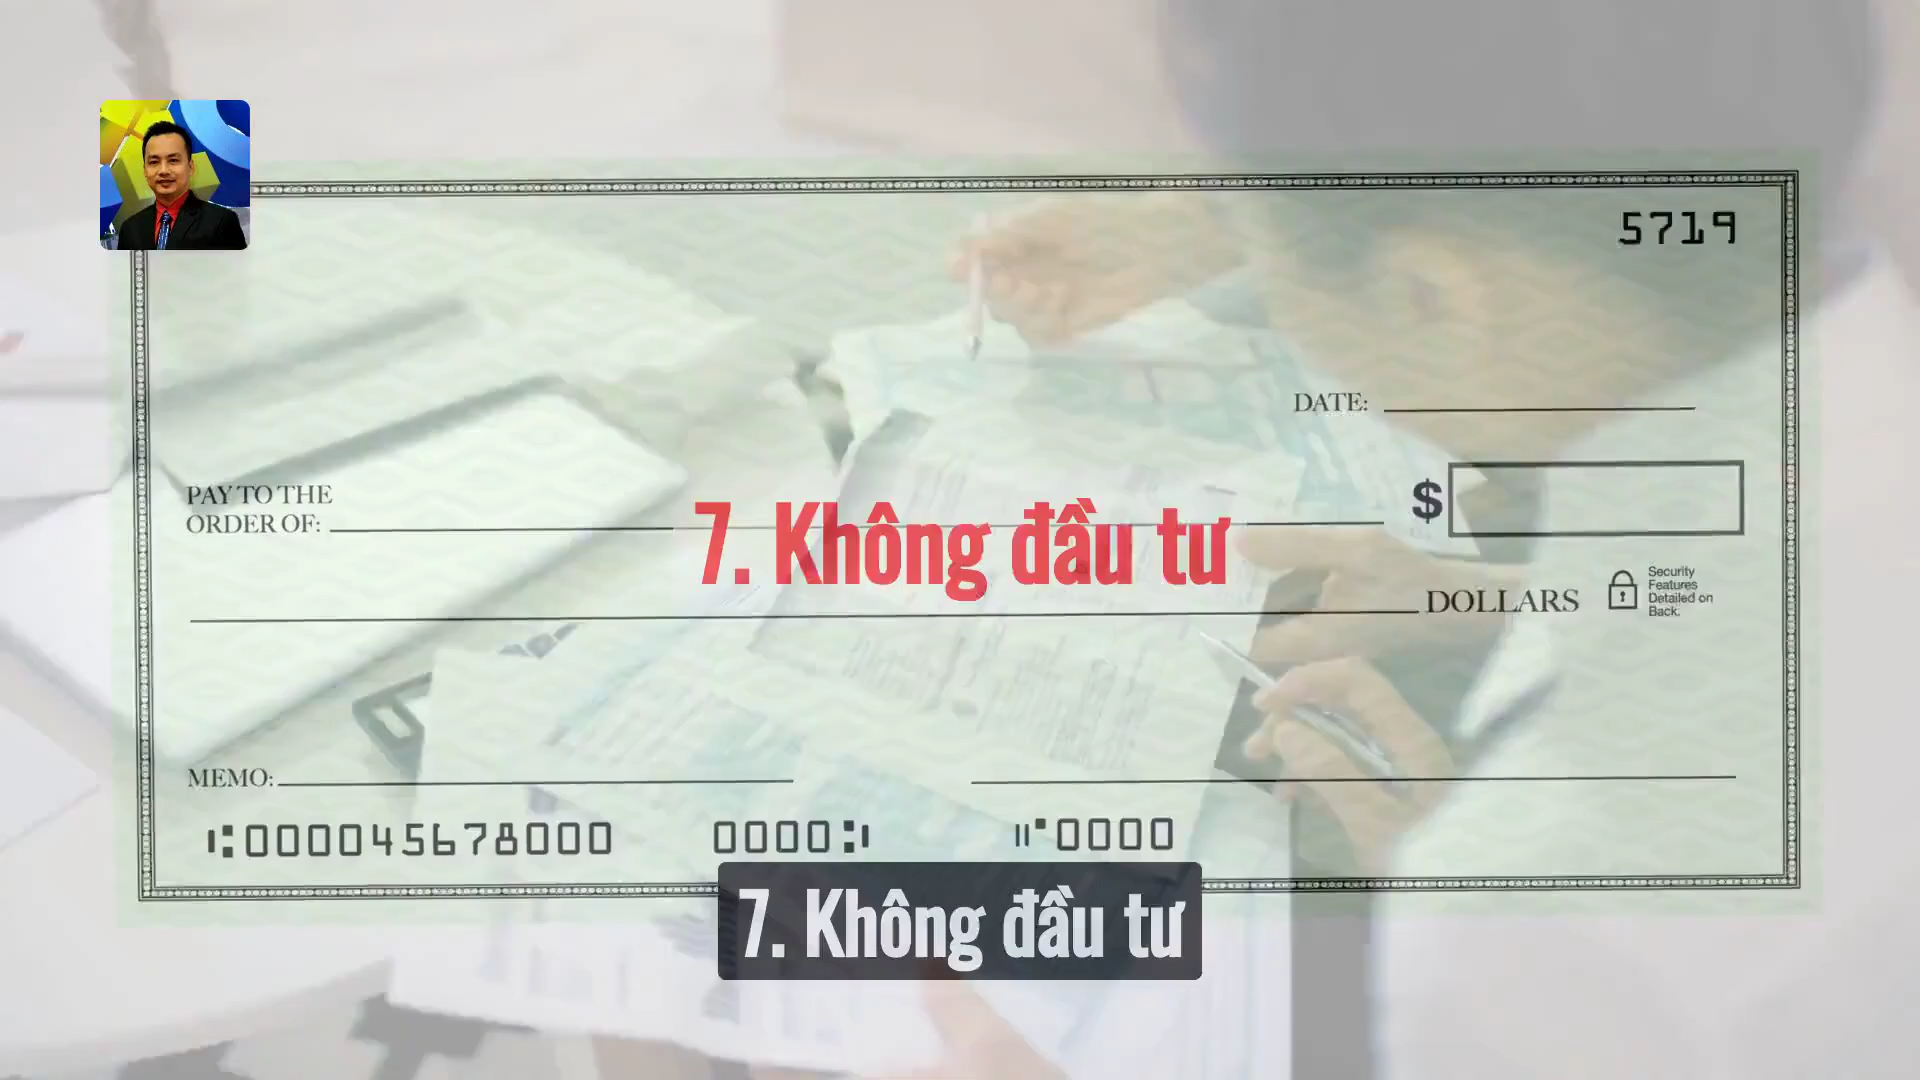 5719
DATE:
PAY TO THE
ORDER OF:
$
7. Không đầu tư
DOLLARS
Security
Features
Detailed on
Back.
MEMO:
⑆000045678000 0000⑆ ⑈0000
7. Không đầu tư